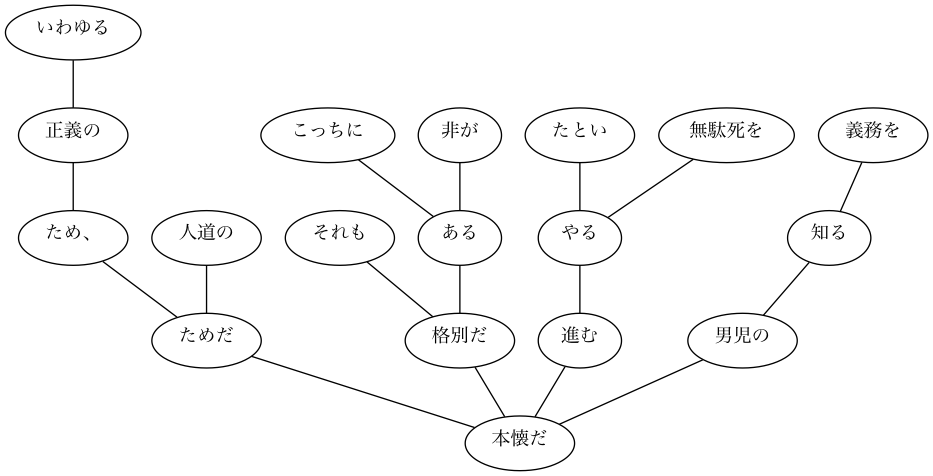 いわゆる
正義の
こっちに
非が
たとい
無駄死を
義務を
ため、
人道の
それも
ある
やる
知る
ためだ
格別だ
進む
男児の
本懐だ